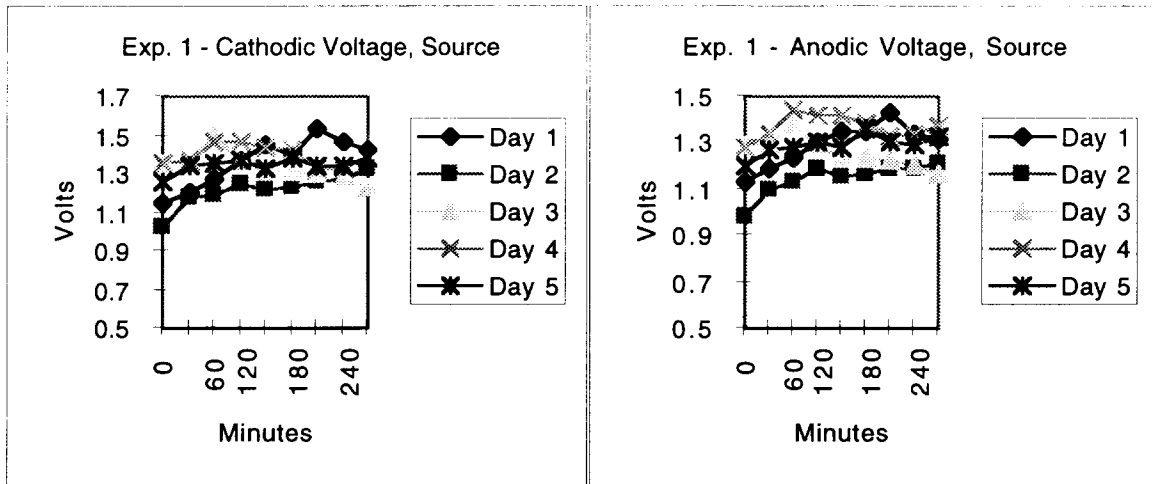 Exp. 1 - Cathodic Voltage, Source
1.7
1.5
1.3
1.1
0.9
0.7
0.5
Volts
0
60
120
180
240
Minutes
Day 1
Day 2
Day 3
Day 4
Day 5
Exp. 1 - Anodic Voltage, Source
1.5
1.3
1.1
0.9
0.7
0.5
Volts
0
60
120
180
240
Minutes
Day 1
Day 2
Day 3
Day 4
Day 5